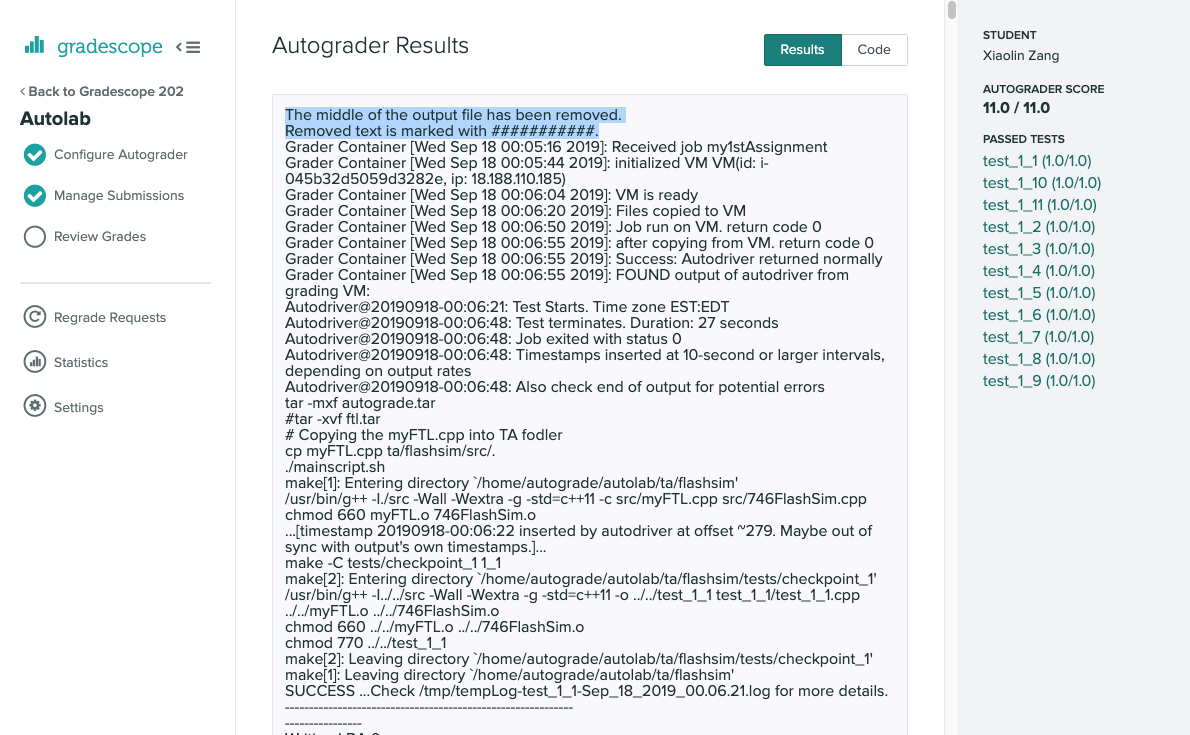 gradescope
Back to Gradescope 202
Autolab
Configure Autograder
Manage Submissions
Review Grades
Regrade Requests
Statistics
Settings
Autograder Results
Results
Code
The middle of the output file has been removed.
Removed text is marked with ###########.
Grader Container [Wed Sep 18 00:05:16 2019]: Received job my1stAssignment
Grader Container [Wed Sep 18 00:05:44 2019]: initialized VM VM(id: i-
045b32d5059d3282e, ip: 18.188.110.185)
Grader Container [Wed Sep 18 00:06:04 2019]: VM is ready
Grader Container [Wed Sep 18 00:06:20 2019]: Files copied to VM
Grader Container [Wed Sep 18 00:06:50 2019]: Job run on VM. return code 0
Grader Container [Wed Sep 18 00:06:55 2019]: after copying from VM. return code 0
Grader Container [Wed Sep 18 00:06:55 2019]: Success: Autodriver returned normally
Grader Container [Wed Sep 18 00:06:55 2019]: FOUND output of autodriver from
grading VM:
Autodriver@20190918-00:06:21: Test Starts. Time zone EST:EDT
Autodriver@20190918-00:06:48: Test terminates. Duration: 27 seconds
Autodriver@20190918-00:06:48: Job exited with status 0
Autodriver@20190918-00:06:48: Timestamps inserted at 10-second or larger intervals,
depending on output rates
Autodriver@20190918-00:06:48: Also check end of output for potential errors
tar -mxf autograde.tar
#tar -xvf ftl.tar
# Copying the myFTL.cpp into TA fodler
cp myFTL.cpp ta/flashsim/src/.
./mainscript.sh
make[1]: Entering directory `/home/autograde/autolab/ta/flashsim'
/usr/bin/g++ -I./src -Wall -Wextra -g -std=c++11 -c src/myFTL.cpp src/746FlashSim.cpp
chmod 660 myFTL.o 746FlashSim.o
...[timestamp 20190918-00:06:22 inserted by autodriver at offset ~279. Maybe out of
sync with output's own timestamps.]...
make -C tests/checkpoint_1 1_1
make[2]: Entering directory `/home/autograde/autolab/ta/flashsim/tests/checkpoint_1'
/usr/bin/g++ -I../../src -Wall -Wextra -g -std=c++11 -o ../../test_1_1 test_1_1/test_1_1.cpp
../../myFTL.o ../../746FlashSim.o
chmod 660 ../../myFTL.o ../../746FlashSim.o
chmod 770 ../../test_1_1
make[2]: Leaving directory `/home/autograde/autolab/ta/flashsim/tests/checkpoint_1'
make[1]: Leaving directory `/home/autograde/autolab/ta/flashsim'
SUCCESS ...Check /tmp/tempLog-test_1_1-Sep_18_2019_00.06.21.log for more details.
------------------------------------------------------------
----------------
STUDENT
Xiaolin Zang
AUTOGRADER SCORE
11.0 / 11.0
PASSED TESTS
test_1_1 (1.0/1.0)
test_1_10 (1.0/1.0)
test_1_11 (1.0/1.0)
test_1_2 (1.0/1.0)
test_1_3 (1.0/1.0)
test_1_4 (1.0/1.0)
test_1_5 (1.0/1.0)
test_1_6 (1.0/1.0)
test_1_7 (1.0/1.0)
test_1_8 (1.0/1.0)
test_1_9 (1.0/1.0)